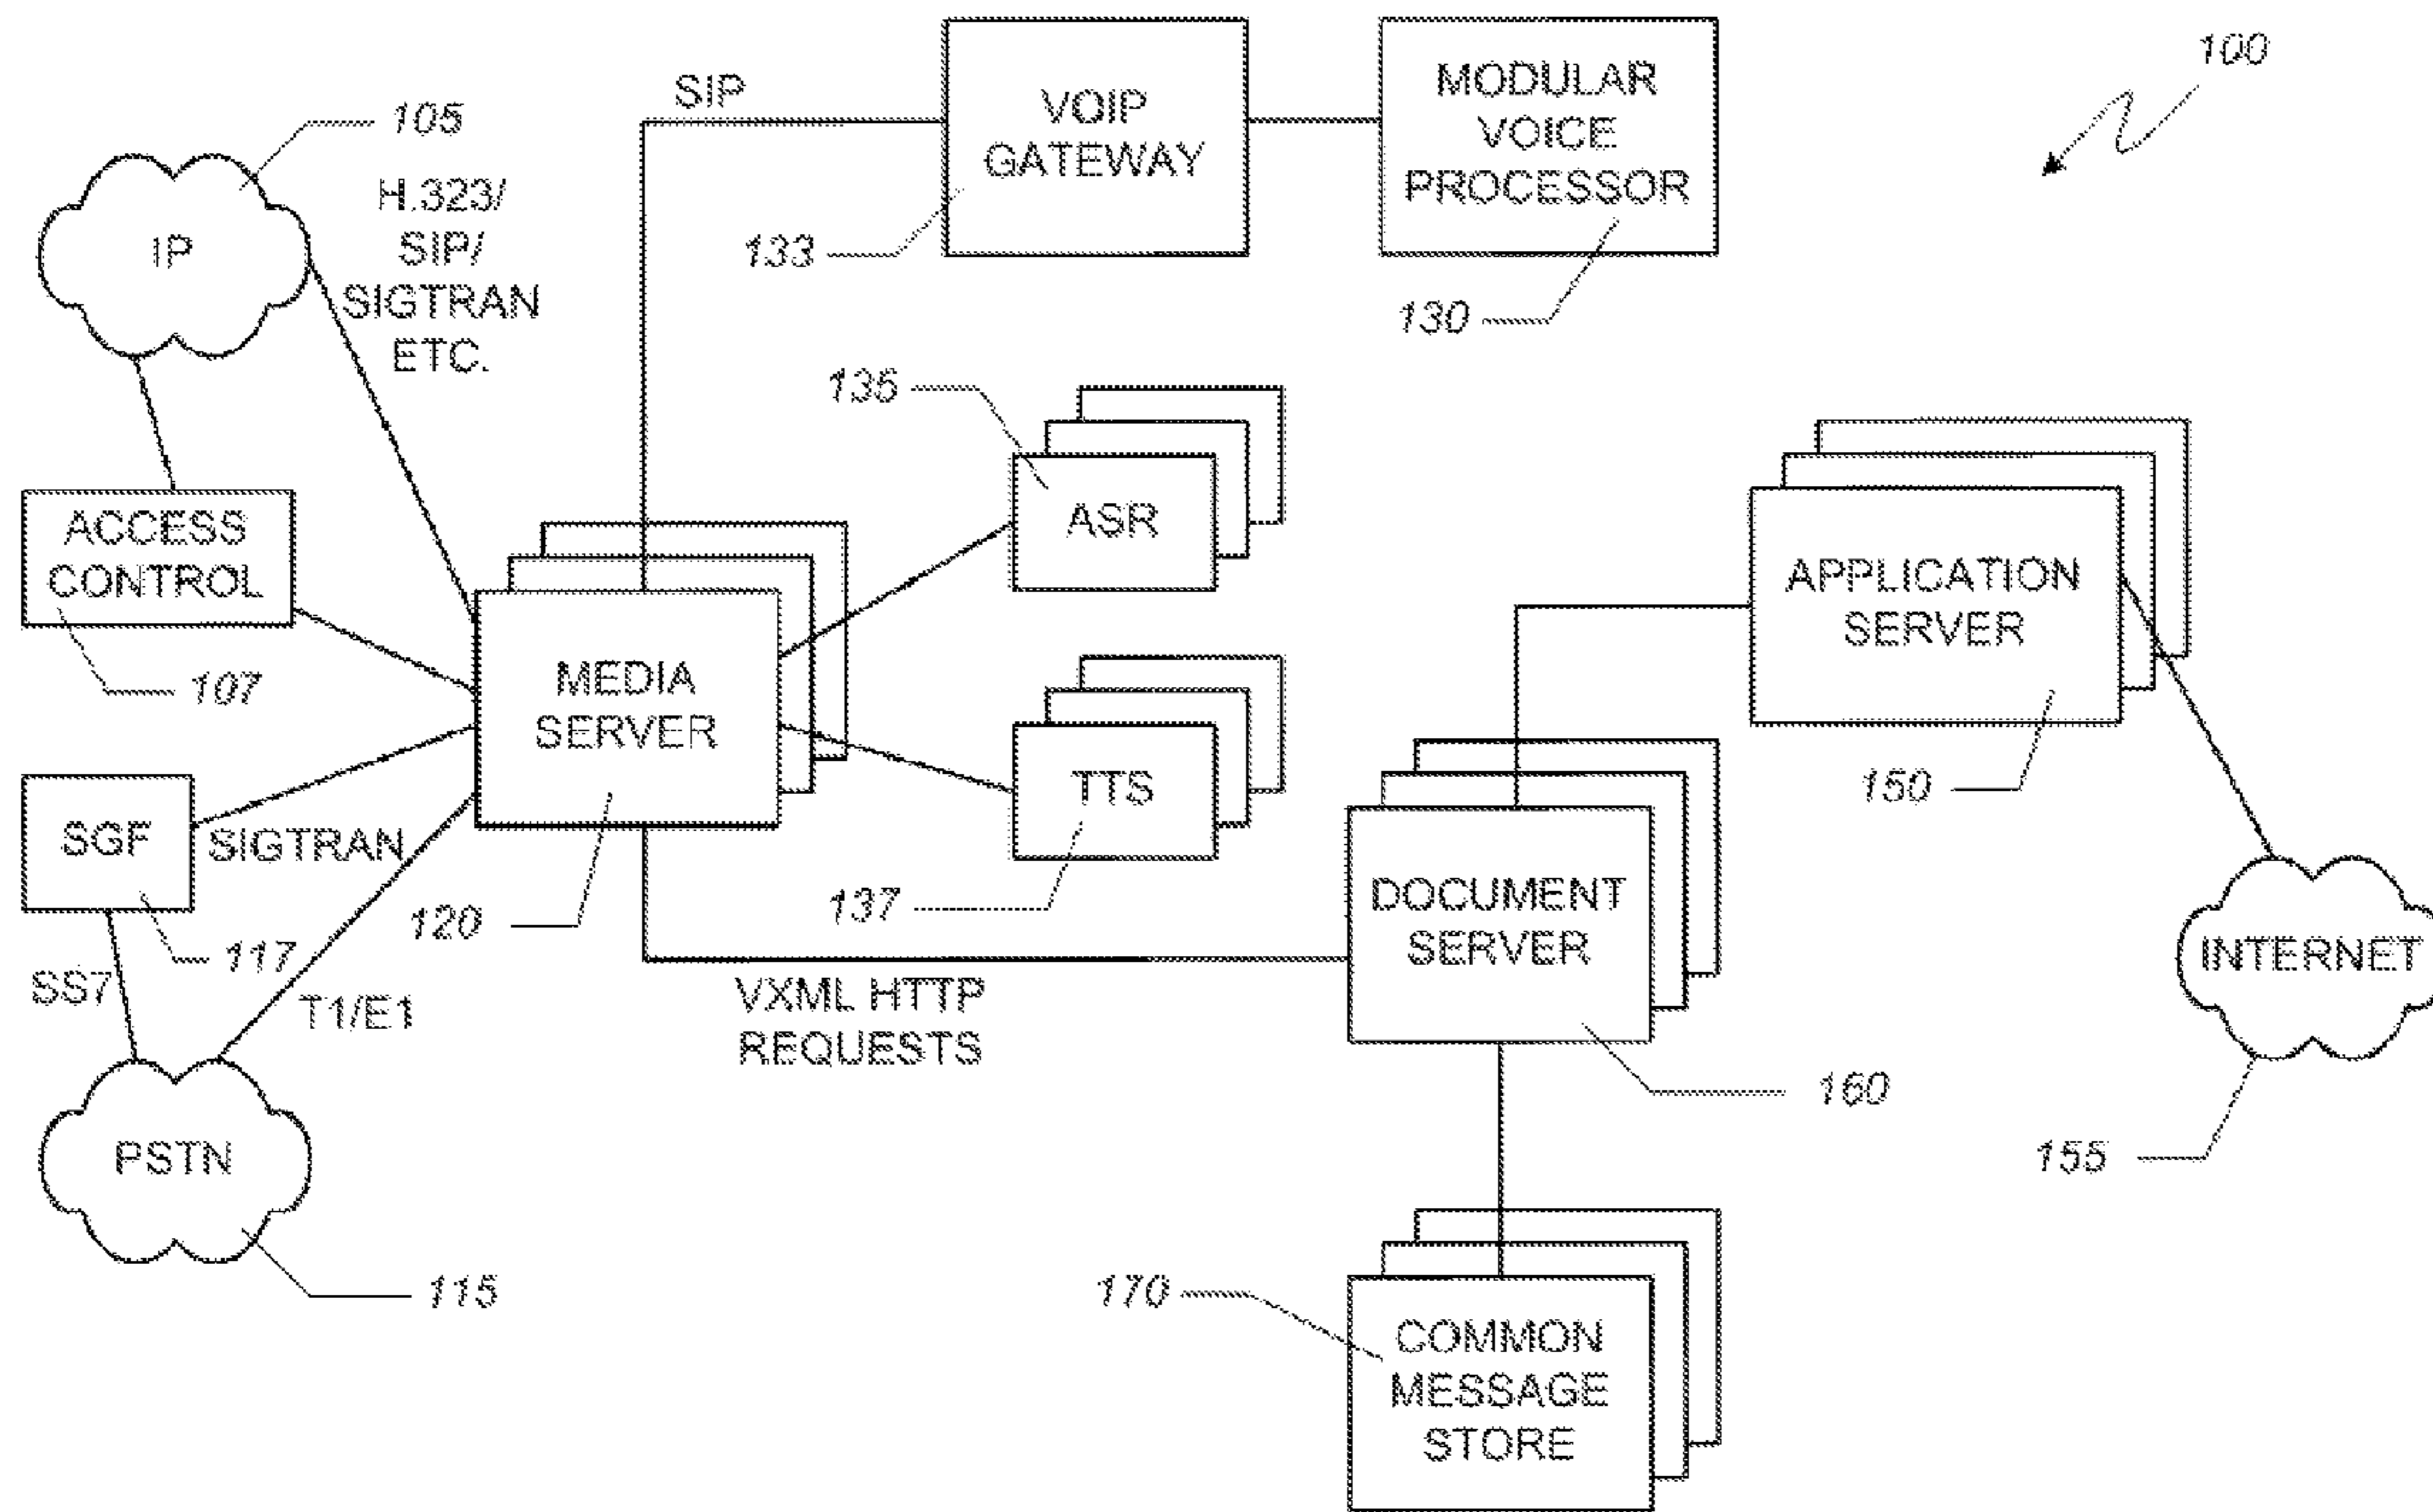 100
SIP
VOIP
GATEWAY
133
MODULAR
VOICE
PROCESSOR
130
105
IP
H.323/
SIP/
SIGTRAN
ETC.
ACCESS
CONTROL
107
135
ASR
MEDIA
SERVER
120
TTS
137
SGF
SIGTRAN
117
SS7
T1/E1
PSTN
115
VXML HTTP
REQUESTS
APPLICATION
SERVER
150
DOCUMENT
SERVER
160
INTERNET
155
170
COMMON
MESSAGE
STORE